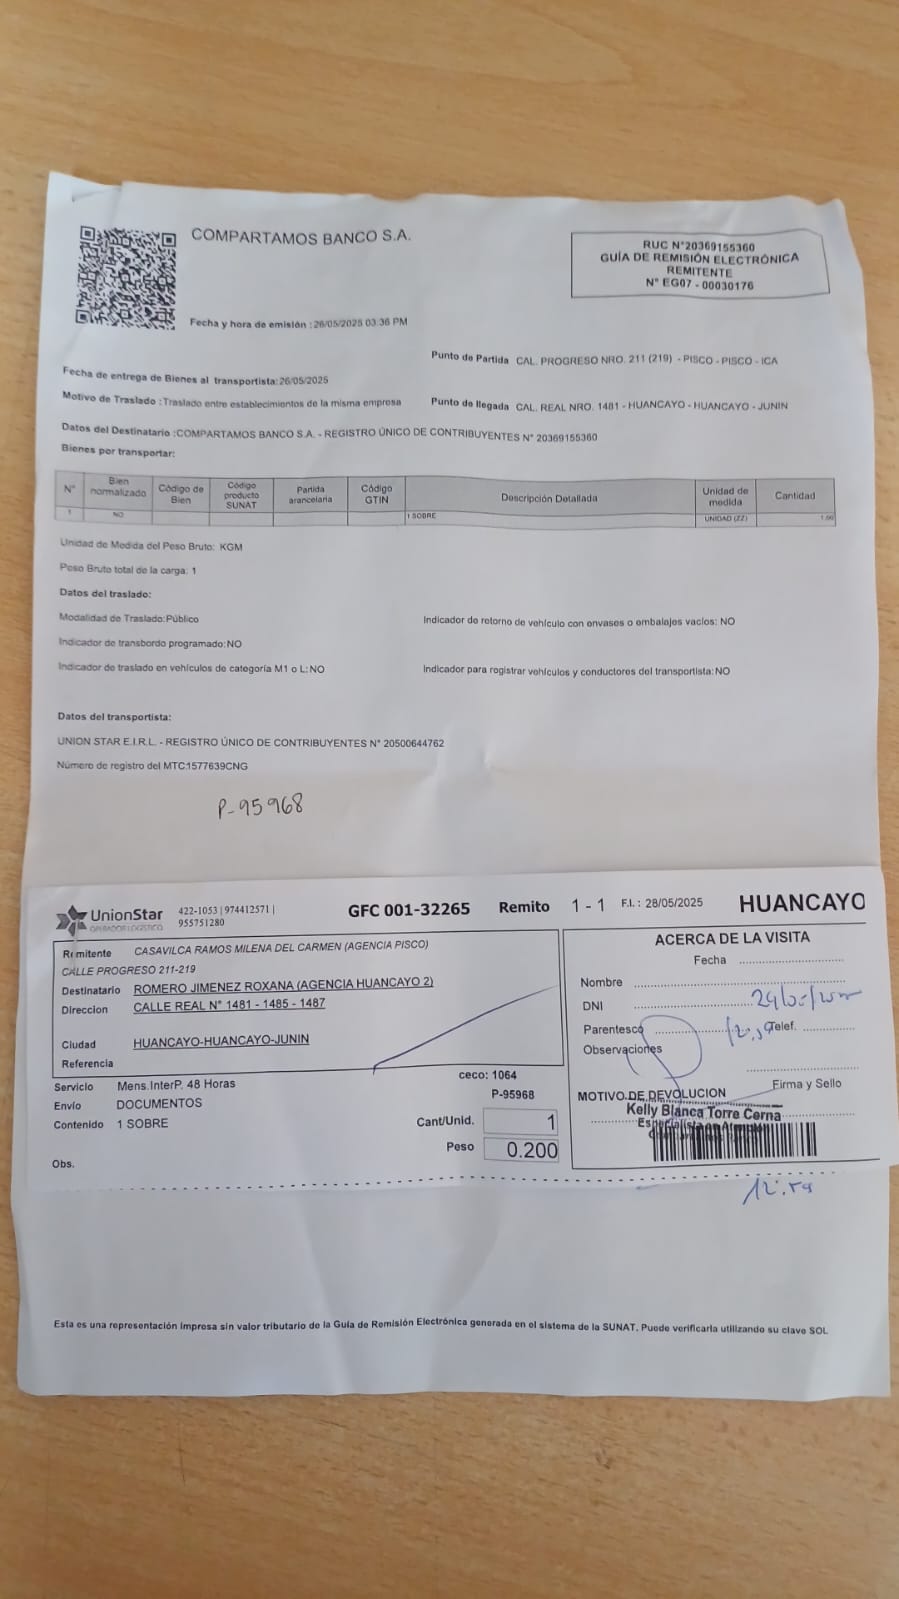 COMPARTAMOS BANCO S.A.
RUC N°20369155360
GUÍA DE REMISIÓN ELECTRÓNICA
REMITENTE
N° EG07 - 00030176
Fecha y hora de emisión : 26/05/2025 03:36 PM
Punto de Partida CAL. PROGRESO NRO. 211 (219) - PISCO - PISCO - ICA
Fecha de entrega de Bienes al transportista:26/05/2025
Motivo de Traslado :Traslado entre establecimientos de la misma empresa
Punto de llegada CAL. REAL NRO. 1481 - HUANCAYO - HUANCAYO - JUNIN
Datos del Destinatario :COMPARTAMOS BANCO S.A. - REGISTRO ÚNICO DE CONTRIBUYENTES N° 20369155360
Bienes por transportar:
N° Bien normalizado Código de Bien Código producto SUNAT Partida arancelaria Código GTIN Descripción Detallada Unidad de medida Cantidad
1 NO 1 SOBRE UNIDAD (ZZ) 1.00
Unidad de Medida del Peso Bruto: KGM
Peso Bruto total de la carga: 1
Datos del traslado:
Modalidad de Traslado:Público
Indicador de retorno de vehículo con envases o embalajes vacíos: NO
Indicador de transbordo programado:NO
Indicador de traslado en vehículos de categoría M1 o L:NO
Indicador para registrar vehículos y conductores del transportista:NO
Datos del transportista:
UNION STAR E.I.R.L. - REGISTRO ÚNICO DE CONTRIBUYENTES N° 20500644762
Número de registro del MTC:1577639CNG
P-95968
UnionStar
OPERADOR LOGISTICO
422-1053 | 974412571 |
955751280
GFC 001-32265
Remito 1 - 1
F.I.: 28/05/2025
HUANCAYO
Remitente CASAVILCA RAMOS MILENA DEL CARMEN (AGENCIA PISCO)
CALLE PROGRESO 211-219
Destinatario ROMERO JIMENEZ ROXANA (AGENCIA HUANCAYO 2)
Direccion CALLE REAL N° 1481 - 1485 - 1487
Ciudad HUANCAYO-HUANCAYO-JUNIN
Referencia
Servicio Mens.InterP. 48 Horas
Envío DOCUMENTOS
Contenido 1 SOBRE
Obs.
ceco: 1064
P-95968
Cant/Unid. 1
Peso 0.200
ACERCA DE LA VISITA
Fecha
Nombre
DNI
Parentesco
Telef.
Observaciones
Firma y Sello
MOTIVO DE DEVOLUCION
Kelly Bianca Torre Cerna
12:59
Esta es una representación impresa sin valor tributario de la Guía de Remisión Electrónica generada en el sistema de la SUNAT. Puede verificarla utilizando su clave SOL